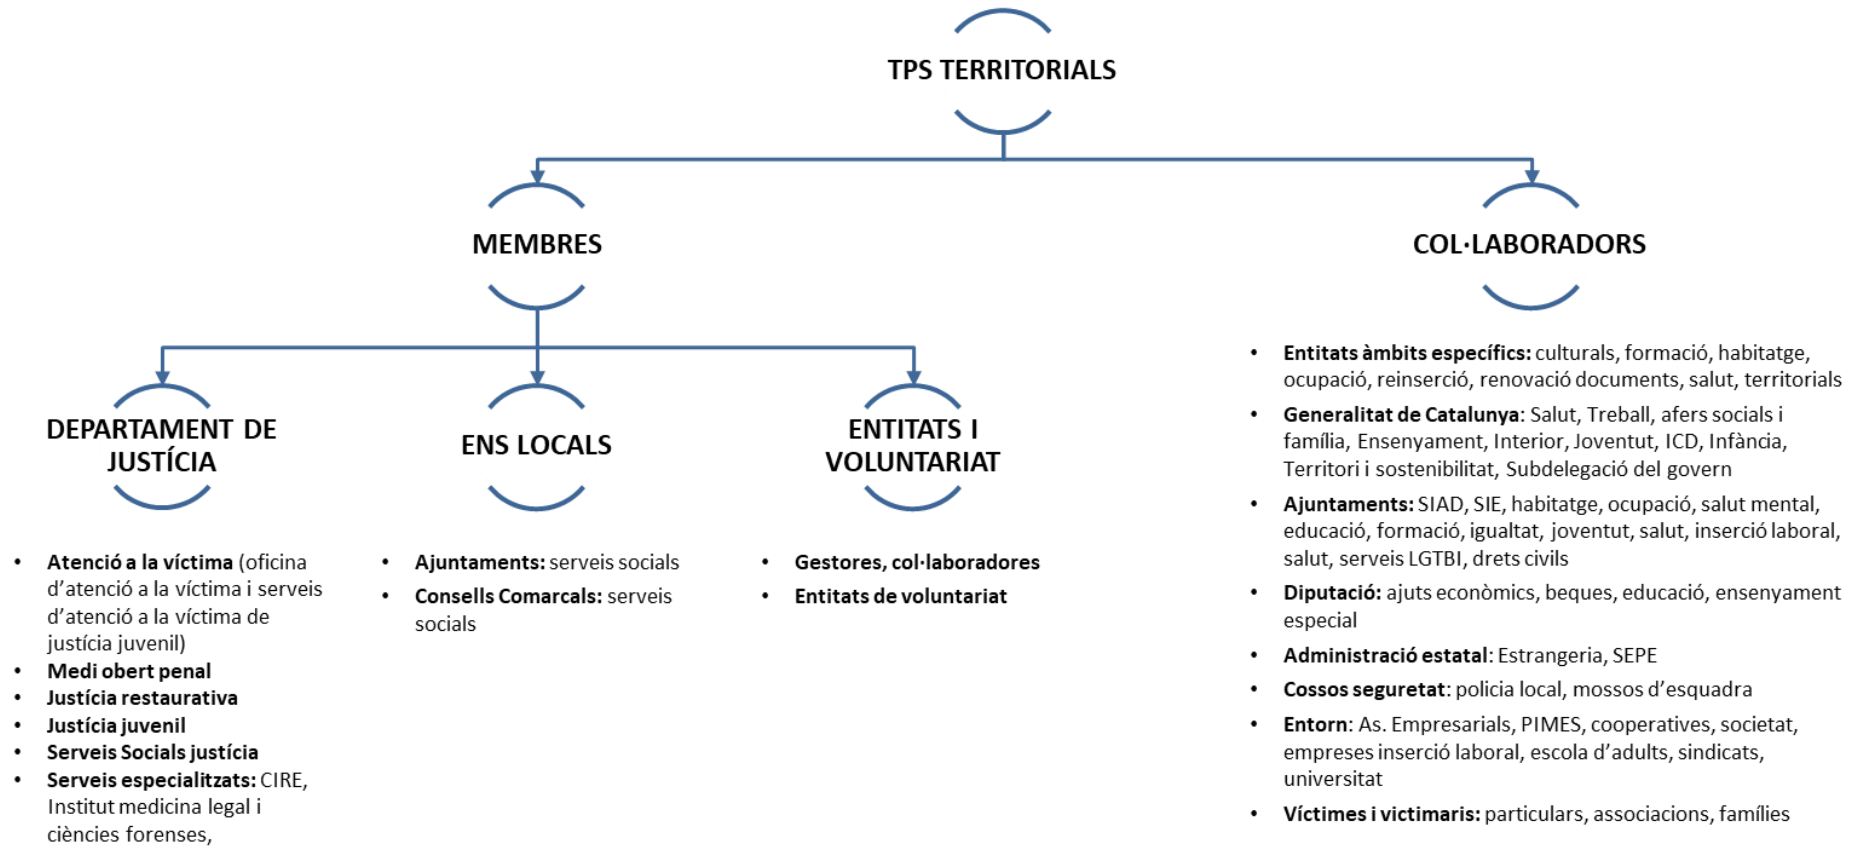 TPS TERRITORIALS
MEMBRES
COL·LABORADORS
DEPARTAMENT DE
JUSTÍCIA
ENS LOCALS
ENTITATS I
VOLUNTARIAT
• Atenció a la víctima (oficina
d’atenció a la víctima i serveis
d’atenció a la víctima de
justícia juvenil)
• Medi obert penal
• Justícia restaurativa
• Justícia juvenil
• Serveis Socials justícia
• Serveis especialitzats: CIRE,
Institut medicina legal i
ciències forenses,
• Ajuntaments: serveis socials
• Consells Comarcals: serveis
socials
• Gestores, col·laboradores
• Entitats de voluntariat
• Entitats àmbits específics: culturals, formació, habitatge,
ocupació, reinserció, renovació documents, salut, territorials
• Generalitat de Catalunya: Salut, Treball, afers socials i
família, Ensenyament, Interior, Joventut, ICD, Infància,
Territori i sostenibilitat, Subdelegació del govern
• Ajuntaments: SIAD, SIE, habitatge, ocupació, salut mental,
educació, formació, igualtat, joventut, salut, inserció laboral,
salut, serveis LGTBI, drets civils
• Diputació: ajuts econòmics, beques, educació, ensenyament
especial
• Administració estatal: Estrangeria, SEPE
• Cossos seguretat: policia local, mossos d’esquadra
• Entorn: As. Empresarials, PIMES, cooperatives, societat,
empreses inserció laboral, escola d’adults, sindicats,
universitat
• Víctimes i victimaris: particulars, associacions, famílies